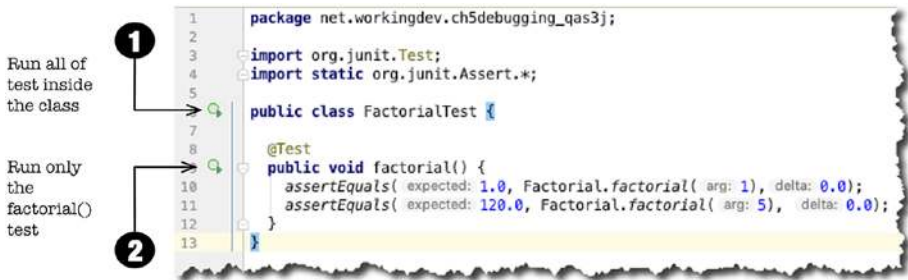 1
Run all of
test inside
the class
Run only
the
factorial()
test
2
1 package net.workingdev.ch5debugging_qas3j;
2
3 import org.junit.Test;
4 import static org.junit.Assert.*;
5
public class FactorialTest {
7
8 @Test
public void factorial() {
10 assertEquals( expected: 1.0, Factorial.factorial( arg: 1), delta: 0.0);
11 assertEquals( expected: 120.0, Factorial.factorial( arg: 5), delta: 0.0);
12 }
13 }